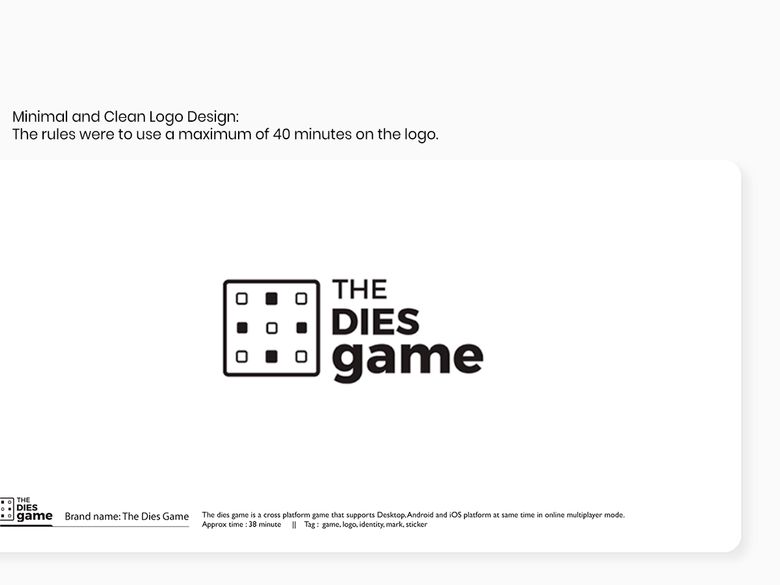 Minimal and Clean Logo Design:
The rules were to use a maximum of 40 minutes on the logo.
THE
DIES
game
THE
DIES
game
Brand name: The Dies Game
The dies game is a cross platform game that supports Desktop,Android and iOS platform at same time in online multiplayer mode.
Approx time : 38 minute || Tag : game, logo, identity, mark, sticker